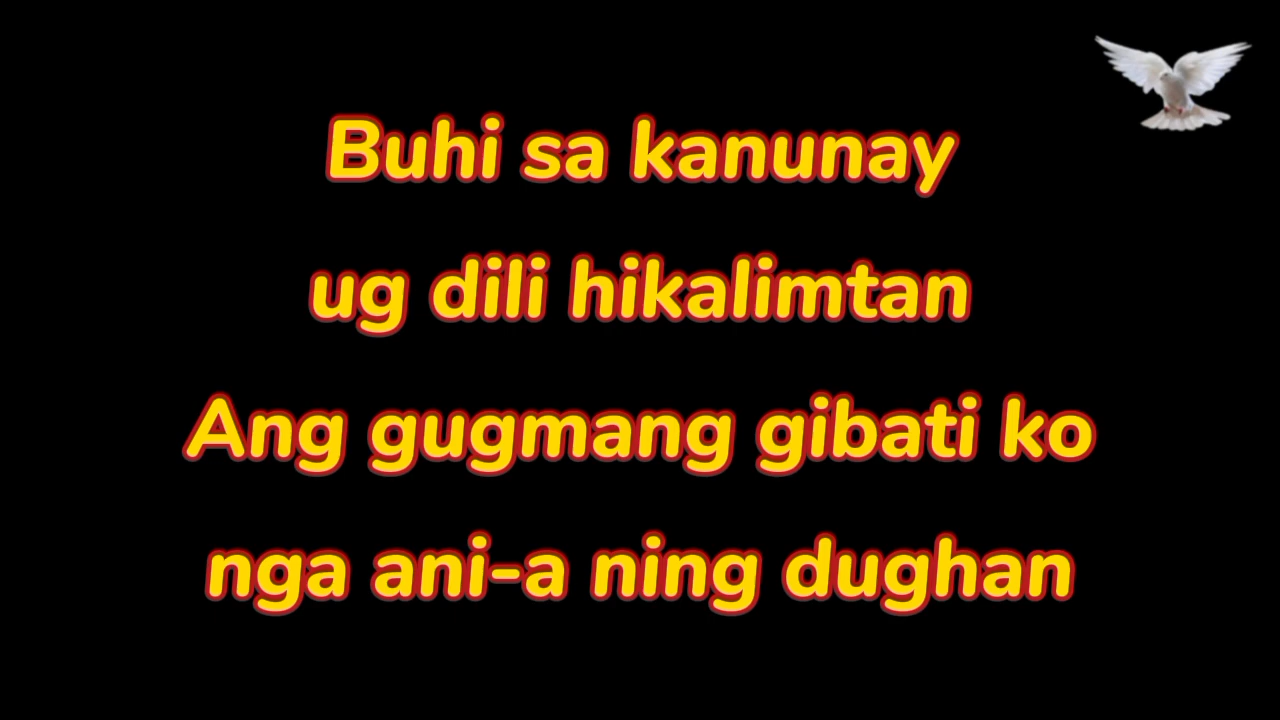 Buhi sa kanunay
ug dili hikalimtan
Ang gugmang gibati ko
nga ani-a ning dughan